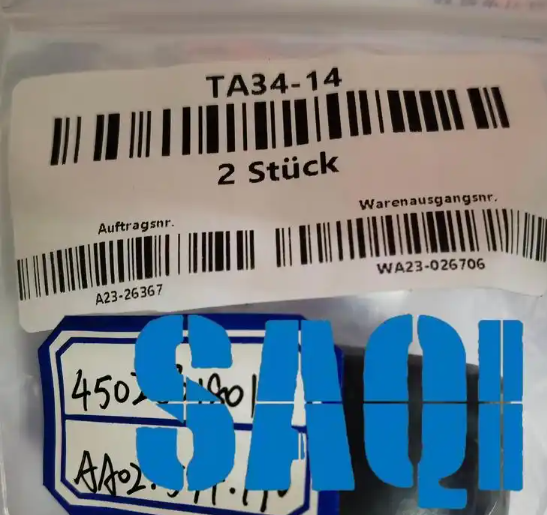 TA34-14
2 Stück
Auftragsnr.
Warenausgangsnr.
A23-26367
WA23-026706
SAQI